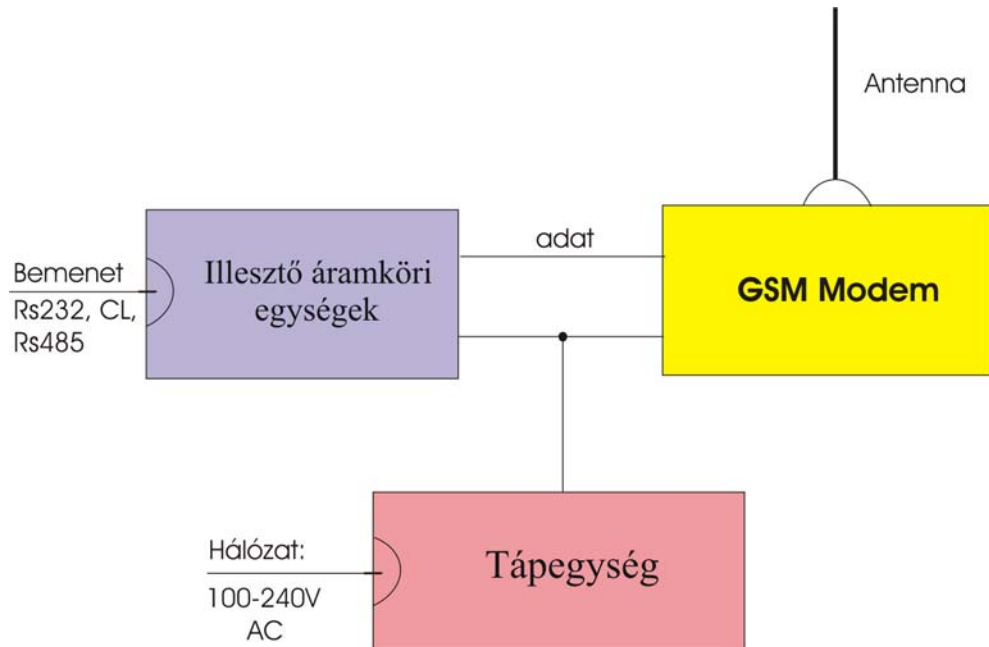 Antenna
adat
Illesztő áramköri
egységek
GSM Modem
Bemenet
Rs232, CL,
Rs485
Hálózat:
100-240V
AC
Tápegység